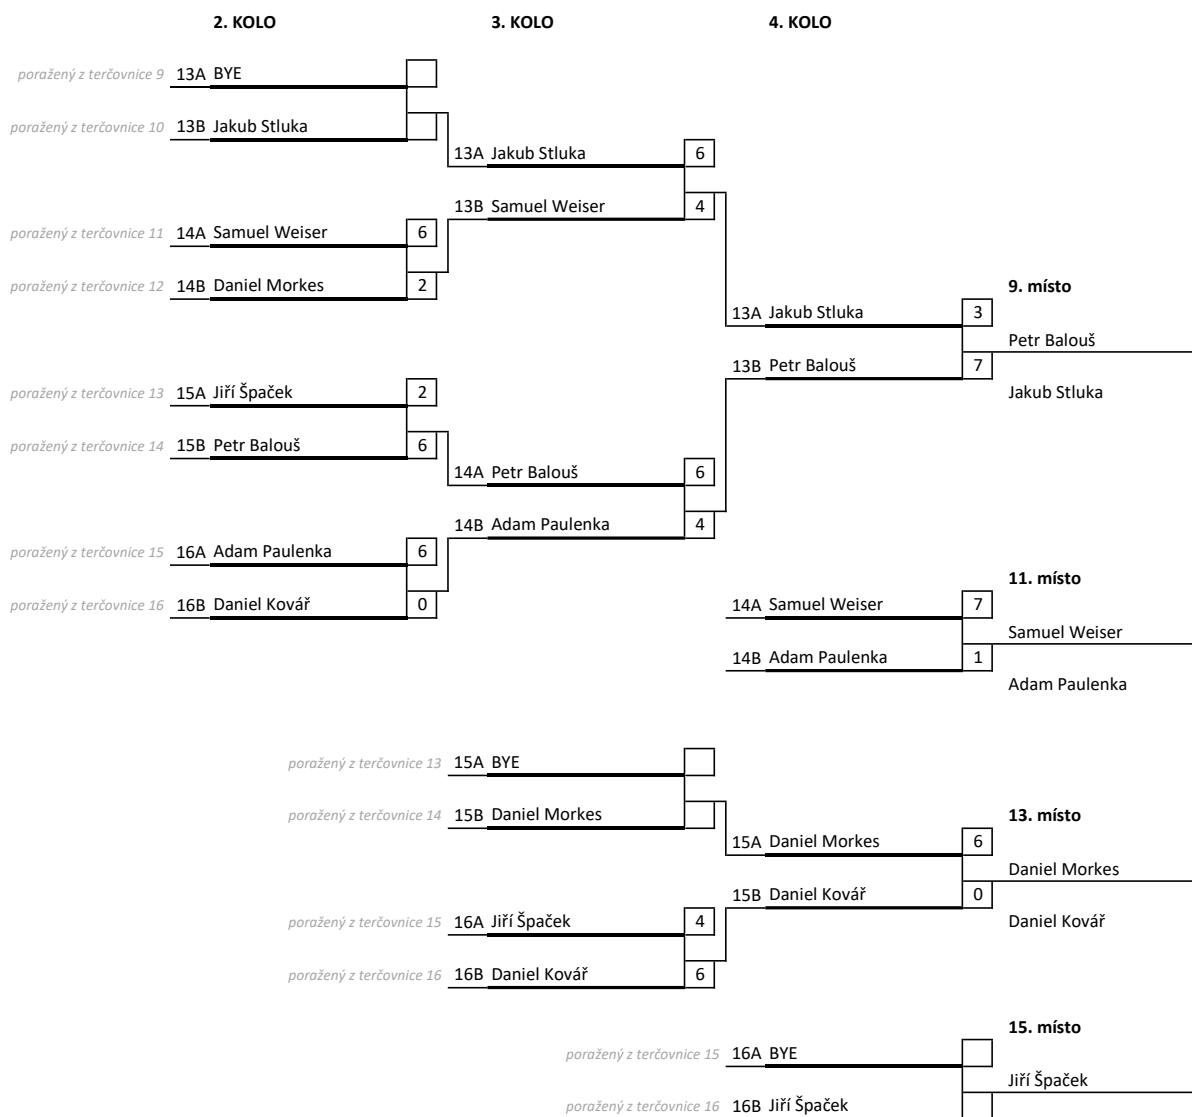 2. KOLO 3. KOLO 4. KOLO
poražený z terčovnice 9 13A BYE
poražený z terčovnice 10 13B Jakub Stluka
13A Jakub Stluka 6
13B Samuel Weiser 4
poražený z terčovnice 11 14A Samuel Weiser 6
poražený z terčovnice 12 14B Daniel Morkes 2
9. místo
13A Jakub Stluka 3
Petr Balouš
13B Petr Balouš 7
Jakub Stluka
poražený z terčovnice 13 15A Jiří Špaček 2
poražený z terčovnice 14 15B Petr Balouš 6
14A Petr Balouš 6
14B Adam Paulenka 4
poražený z terčovnice 15 16A Adam Paulenka 6
11. místo
poražený z terčovnice 16 16B Daniel Kovář 0
14A Samuel Weiser 7
Samuel Weiser
14B Adam Paulenka 1
Adam Paulenka
poražený z terčovnice 13 15A BYE
poražený z terčovnice 14 15B Daniel Morkes
13. místo
15A Daniel Morkes 6
Daniel Morkes
15B Daniel Kovář 0
Daniel Kovář
poražený z terčovnice 15 16A Jiří Špaček 4
poražený z terčovnice 16 16B Daniel Kovář 6
15. místo
poražený z terčovnice 15 16A BYE
Jiří Špaček
poražený z terčovnice 16 16B Jiří Špaček